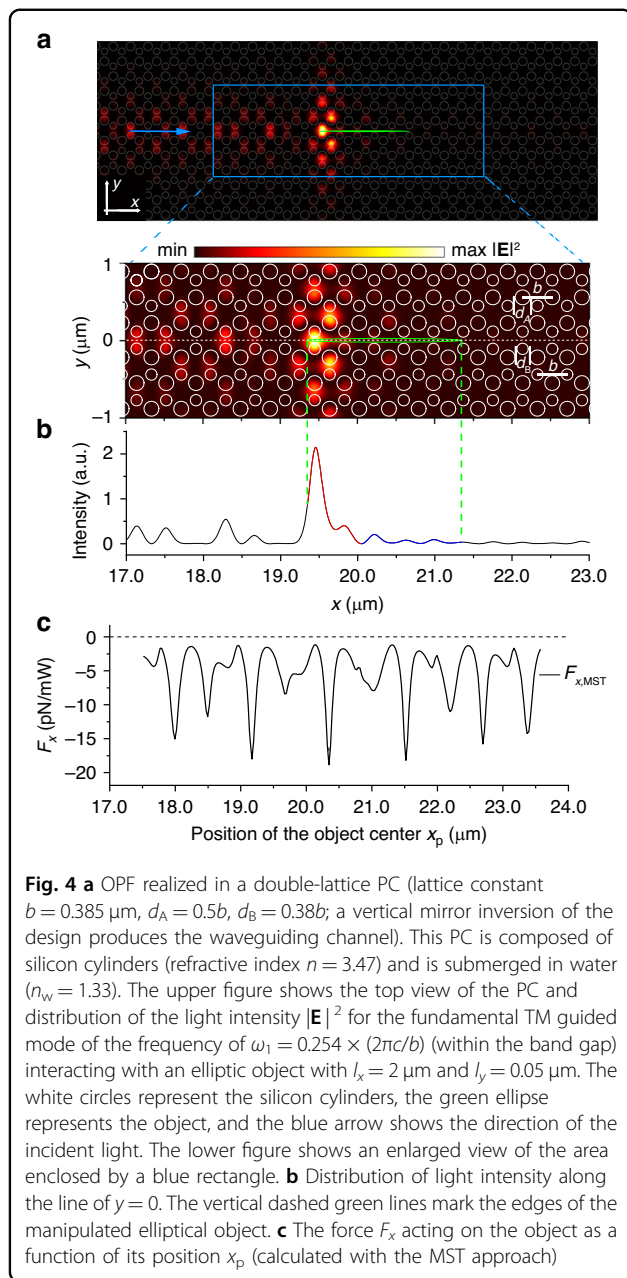 a
y
x
min max |E|²
1
0
−1
y (μm)
b
d_A
d_B
b
b
2
1
0
Intensity (a.u.)
17.0 18.0 19.0 20.0 21.0 22.0 23.0
x (μm)
c
0
−5
−10
−15
−20
F_x (pN/mW)
F_x,MST
17.0 18.0 19.0 20.0 21.0 22.0 23.0 24.0
Position of the object center x_p (μm)
Fig. 4 a OPF realized in a double-lattice PC (lattice constant
b = 0.385 μm, d_A = 0.5b, d_B = 0.38b; a vertical mirror inversion of the
design produces the waveguiding channel). This PC is composed of
silicon cylinders (refractive index n = 3.47) and is submerged in water
(n_w = 1.33). The upper figure shows the top view of the PC and
distribution of the light intensity |E|² for the fundamental TM guided
mode of the frequency of ω₁ = 0.254 × (2πc/b) (within the band gap)
interacting with an elliptic object with l_x = 2 μm and l_y = 0.05 μm. The
white circles represent the silicon cylinders, the green ellipse
represents the object, and the blue arrow shows the direction of the
incident light. The lower figure shows an enlarged view of the area
enclosed by a blue rectangle. b Distribution of light intensity along
the line of y = 0. The vertical dashed green lines mark the edges of the
manipulated elliptical object. c The force F_x acting on the object as a
function of its position x_p (calculated with the MST approach)